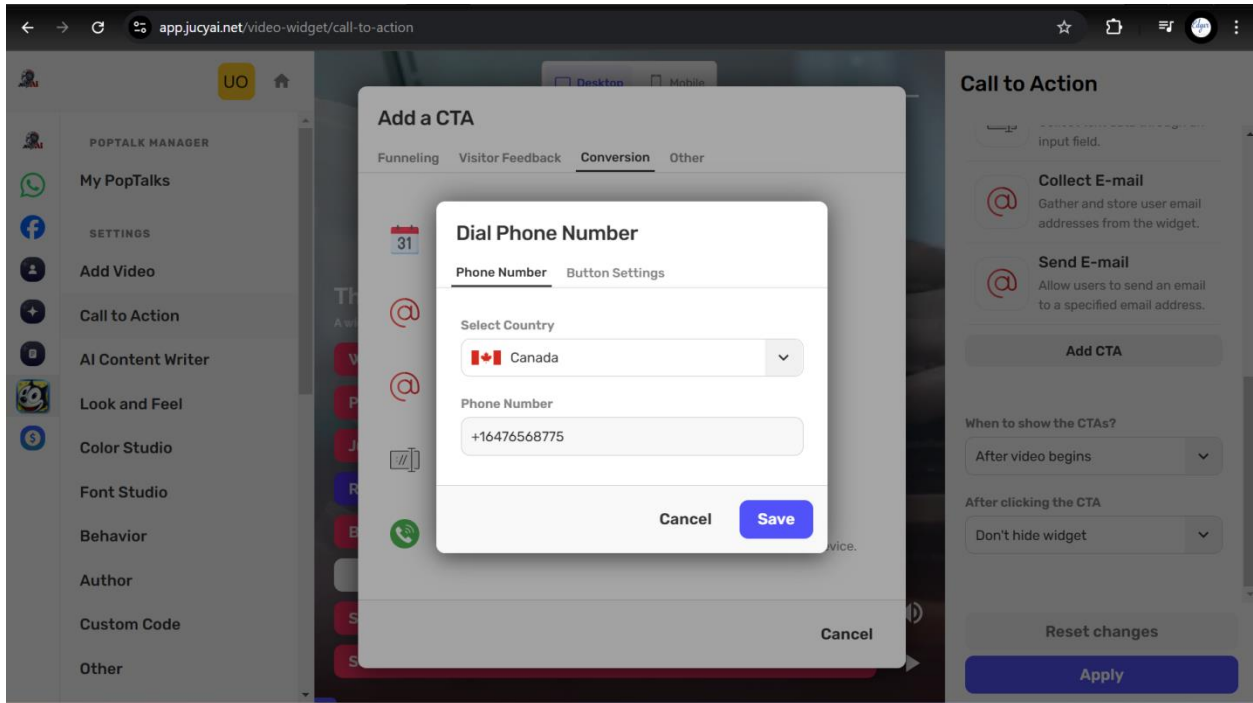 app.jucyai.net/video-widget/call-to-action
Edger
UO
POPTALK MANAGER
My PopTalks
SETTINGS
Add Video
Call to Action
AI Content Writer
Look and Feel
Color Studio
Font Studio
Behavior
Author
Custom Code
Other
Desktop
Mobile
Add a CTA
Funneling
Visitor Feedback
Conversion
Other
31
Dial Phone Number
Phone Number
Button Settings
Select Country
Canada
Phone Number
+16476568775
Cancel
Save
Cancel
Call to Action
input field.
Collect E-mail
Gather and store user email
addresses from the widget.
Send E-mail
Allow users to send an email
to a specified email address.
Add CTA
When to show the CTAs?
After video begins
After clicking the CTA
Don't hide widget
Reset changes
Apply